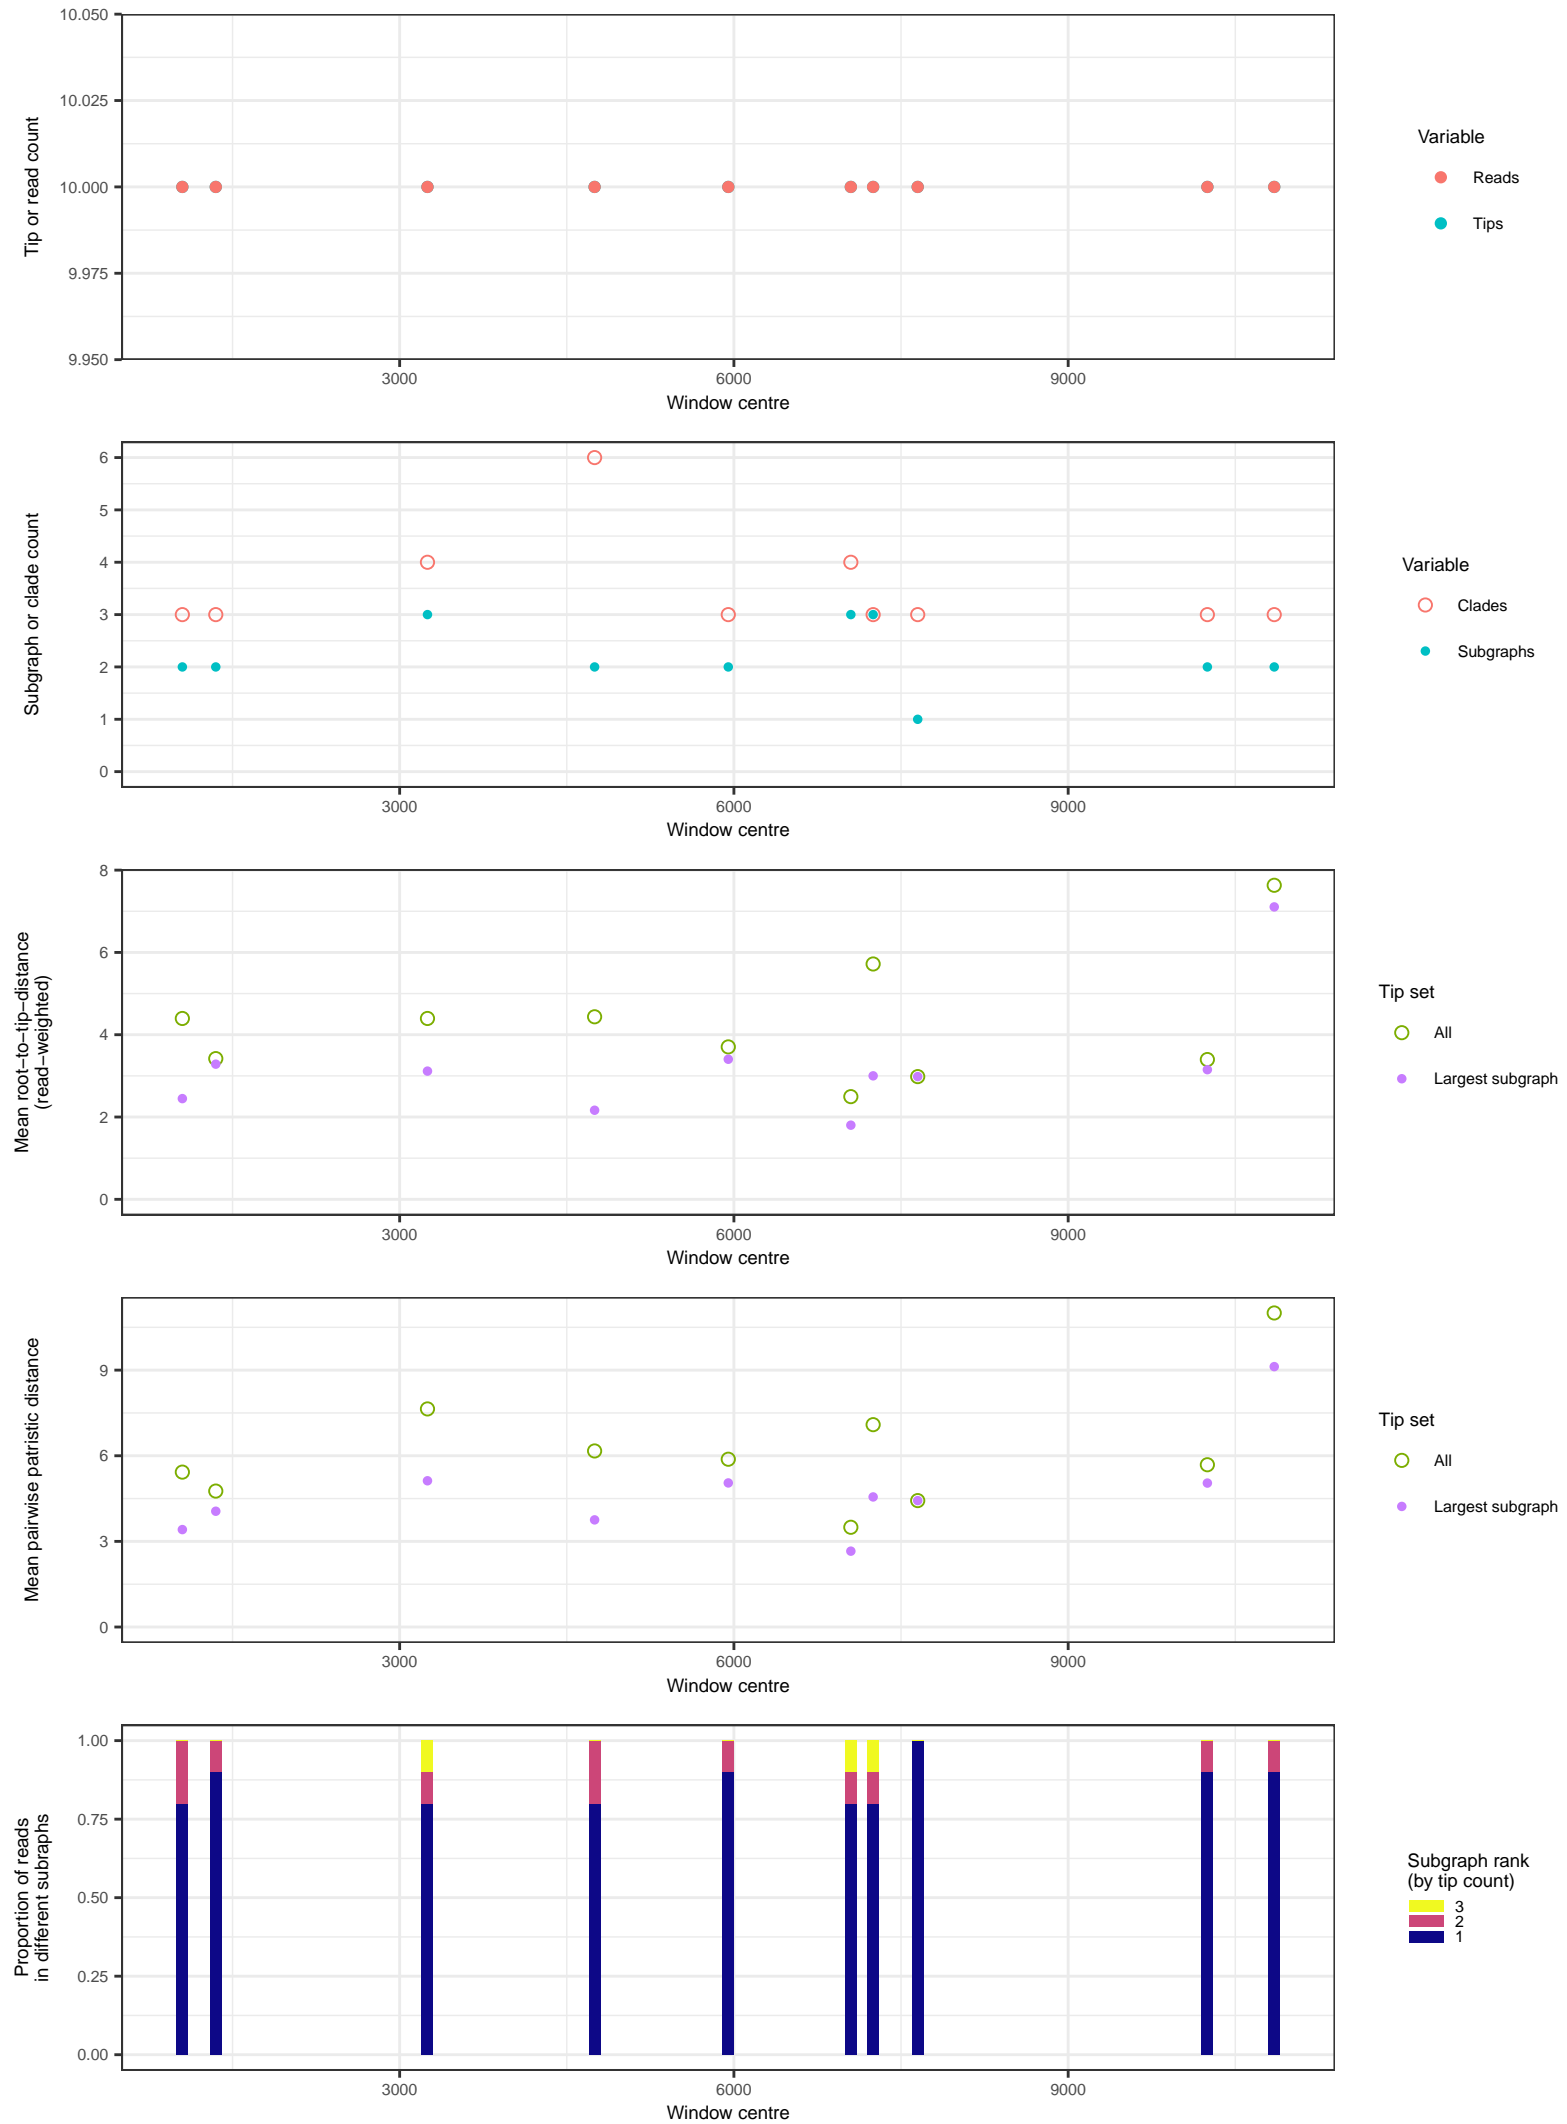 10.050
10.025
10.000
9.975
9.950
Tip or read count
3000 6000 9000
Window centre
Variable
Reads
Tips
6
5
4
3
2
1
0
Subgraph or clade count
3000 6000 9000
Window centre
Variable
Clades
Subgraphs
8
6
4
2
0
Mean root−to−tip−distance
(read−weighted)
3000 6000 9000
Window centre
Tip set
All
Largest subgraph
9
6
3
0
Mean pairwise patristic distance
3000 6000 9000
Window centre
Tip set
All
Largest subgraph
1.00
0.75
0.50
0.25
0.00
Proportion of reads
in different subraphs
3000 6000 9000
Window centre
Subgraph rank
(by tip count)
3
2
1